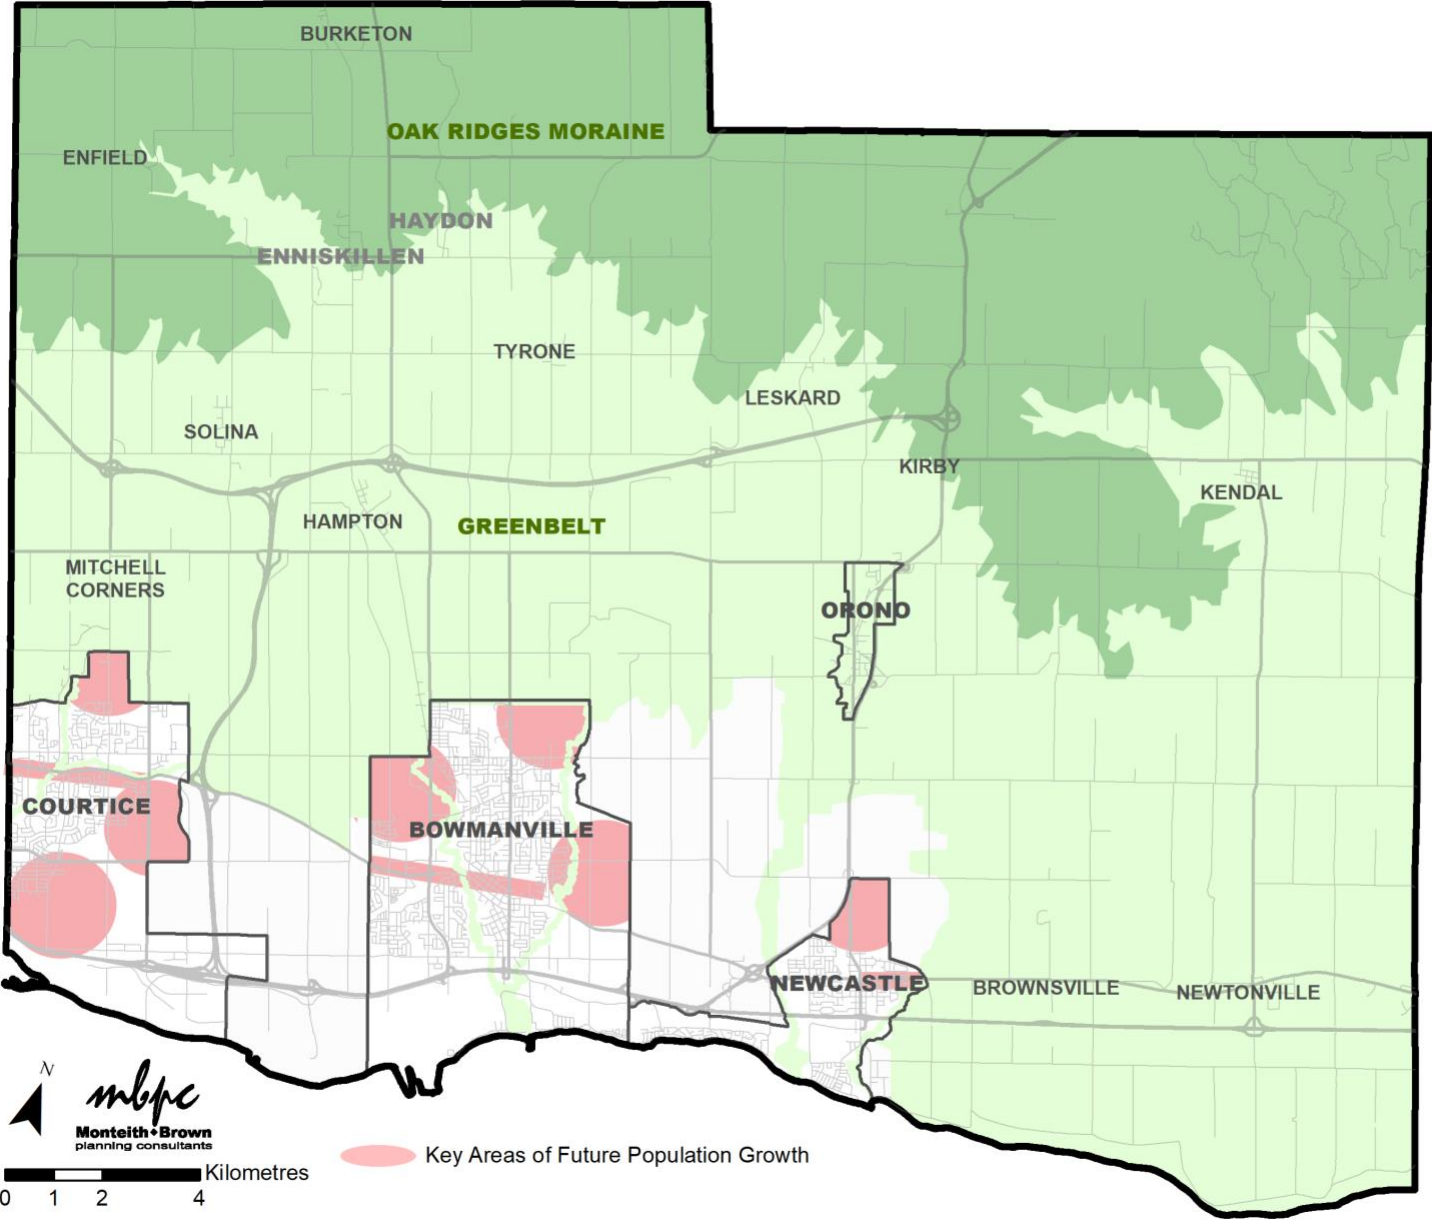 BURKETON
OAK RIDGES MORAINE
ENFIELD
HAYDON
ENNISKILLEN
TYRONE
LESKARD
SOLINA
KIRBY
KENDAL
HAMPTON
GREENBELT
MITCHELL
CORNERS
ORONO
COURTICE
BOWMANVILLE
NEWCASTLE
BROWNSVILLE
NEWTONVILLE
N
mbpc
Monteith+Brown
planning consultants
Key Areas of Future Population Growth
Kilometres
0 1 2 4